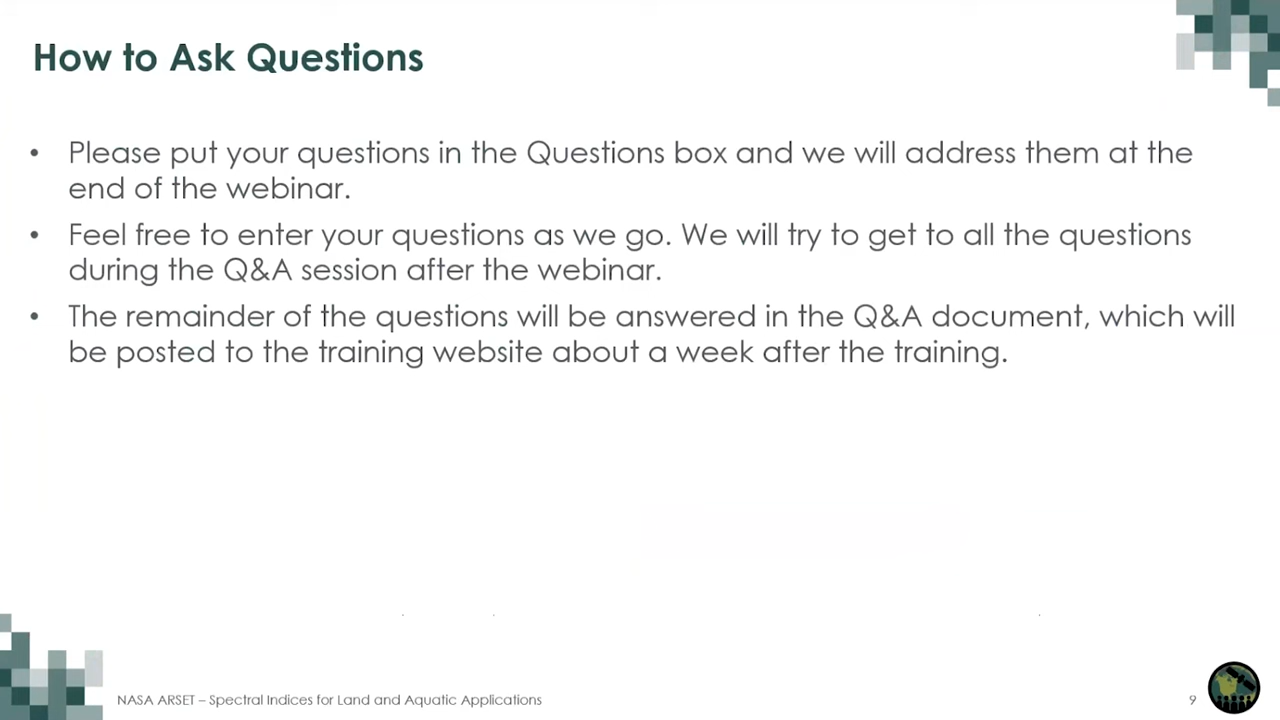 How to Ask Questions
• Please put your questions in the Questions box and we will address them at the
end of the webinar.
• Feel free to enter your questions as we go. We will try to get to all the questions
during the Q&A session after the webinar.
• The remainder of the questions will be answered in the Q&A document, which will
be posted to the training website about a week after the training.
NASA ARSET – Spectral Indices for Land and Aquatic Applications
9